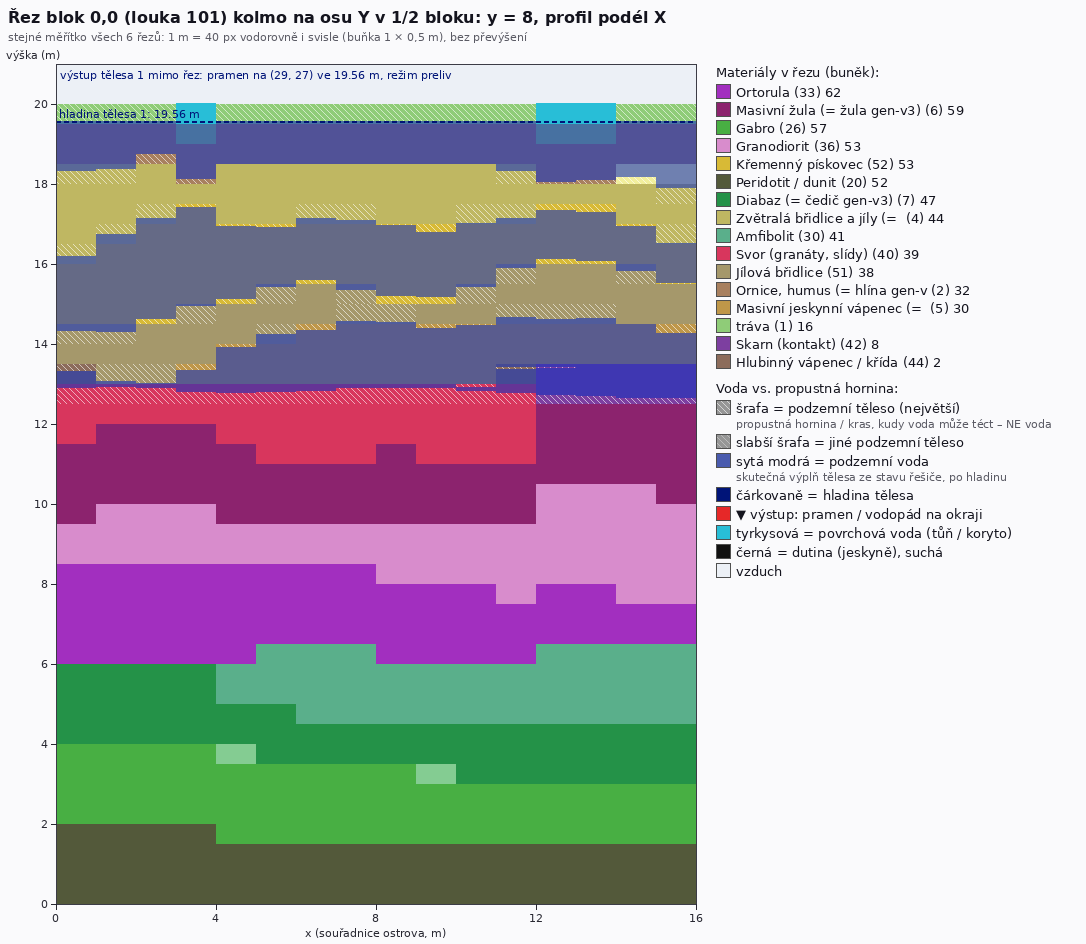 Řez blok 0,0 (louka 101) kolmo na osu Y v 1/2 bloku: y = 8, profil podél X
stejné měřítko všech 6 řezů: 1 m = 40 px vodorovně i svisle (buňka 1 × 0,5 m), bez převýšení
výška (m)
výstup tělesa 1 mimo řez: pramen na (29, 27) ve 19.56 m, režim preliv
hladina tělesa 1: 19.56 m
20
18
16
14
12
10
8
6
4
2
0
0
4
8
12
16
x (souřadnice ostrova, m)
Materiály v řezu (buněk):
Ortorula (33) 62
Masivní žula (= žula gen-v3) (6) 59
Gabro (26) 57
Granodiorit (36) 53
Křemenný pískovec (52) 53
Peridotit / dunit (20) 52
Diabaz (= čedič gen-v3) (7) 47
Zvětralá břidlice a jíly (=  (4) 44
Amfibolit (30) 41
Svor (granáty, slídy) (40) 39
Jílová břidlice (51) 38
Ornice, humus (= hlína gen-v (2) 32
Masivní jeskynní vápenec (=  (5) 30
tráva (1) 16
Skarn (kontakt) (42) 8
Hlubinný vápenec / křída (44) 2
Voda vs. propustná hornina:
šrafa = podzemní těleso (největší)
propustná hornina / kras, kudy voda může téct – NE voda
slabší šrafa = jiné podzemní těleso
sytá modrá = podzemní voda
skutečná výplň tělesa ze stavu řešiče, po hladinu
čárkovaně = hladina tělesa
▼ výstup: pramen / vodopád na okraji
tyrkysová = povrchová voda (tůň / koryto)
černá = dutina (jeskyně), suchá
vzduch